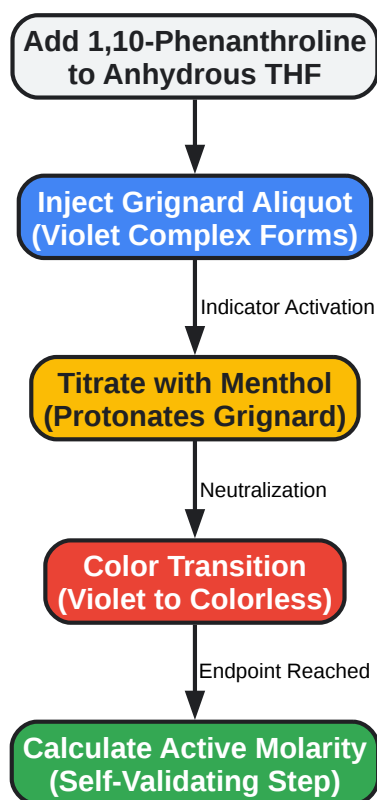 Add 1,10-Phenanthroline
to Anhydrous THF
Inject Grignard Aliquot
(Violet Complex Forms)
Indicator Activation
Titrate with Menthol
(Protonates Grignard)
Neutralization
Color Transition
(Violet to Colorless)
Endpoint Reached
Calculate Active Molarity
(Self-Validating Step)